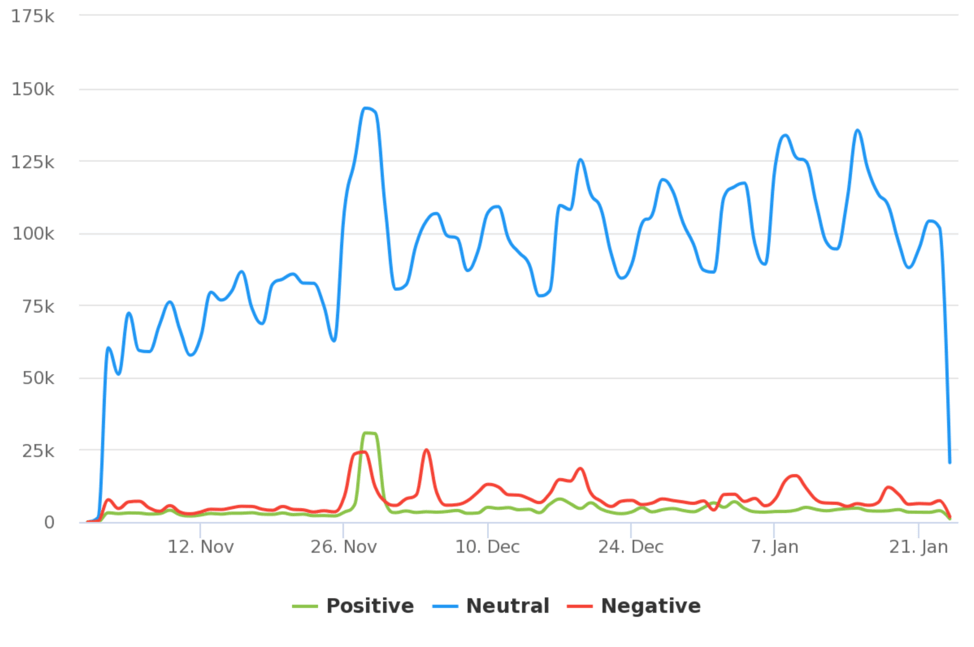 175k
150k
125k
100k
75k
50k
25k
0
12. Nov 26. Nov 10. Dec 24. Dec 7. Jan 21. Jan
Positive Neutral Negative